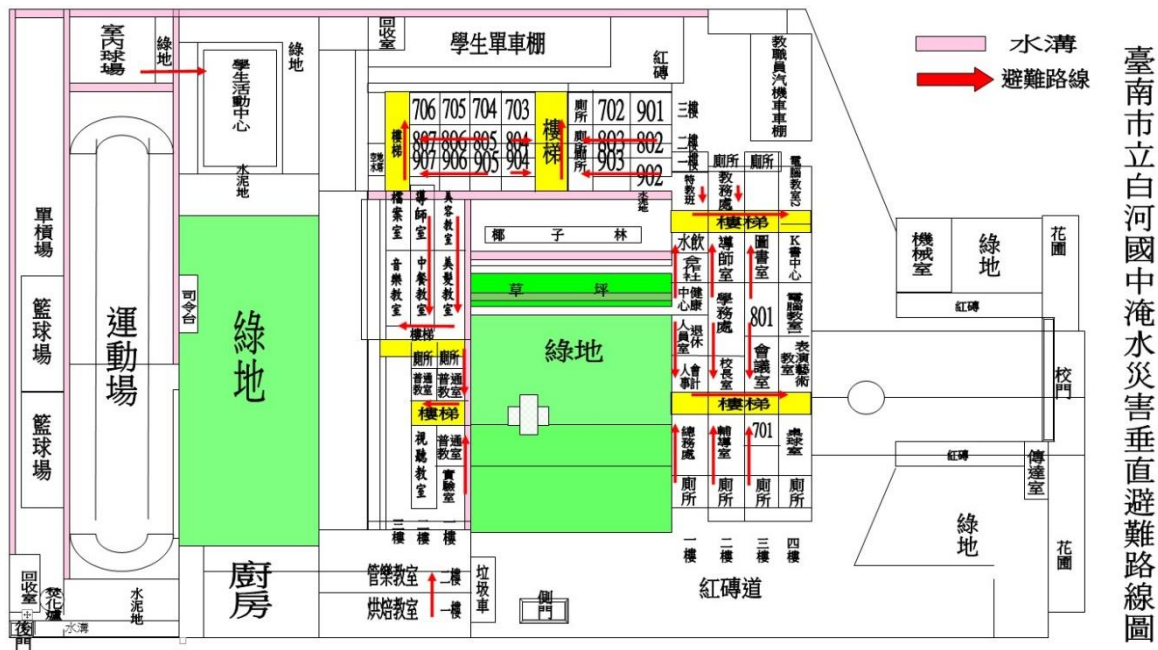 臺南市立白河國中淹水災害垂直避難路線圖
水溝
避難路線
室內球場
綠地
學生活動中心
綠地
水泥地
回收室
學生單車棚
紅磚
教職員汽機車車棚
706 705 704 703
樓梯
廁所 702 901
三樓
樓梯
807 806 805 804
廁所 803 802
二樓
907 906 905 904
廁所 903 902
一樓
水泥地
單槓場
籃球場
籃球場
運動場
司令台
綠地
檔案室
導師室
美容教室
音樂教室
中餐教室
美髮教室
樓梯
廁所 廁所
普通教室
普通教室
樓梯
視聽教室
普通教室
實驗室
三樓
二樓
一樓
椰子林
草坪
綠地
特教班
教務處
廁所
廁所
電腦教室2
樓梯
飲水
合作社
導師室
圖書室
K書中心
健康中心
學務處
801
電腦教室1
退休人員室
會議室
表演藝術教室
會計人事
校長室
樓梯
總務處
輔導室
701
桌球室
廁所
廁所
廁所
廁所
一樓
二樓
三樓
四樓
紅磚道
機械室
綠地
花圃
紅磚
校門
紅磚
傳達室
綠地
花圃
回收室
焚化爐
水泥地
後門
水溝
廚房
管樂教室 二樓
烘焙教室 一樓
垃圾車
側門